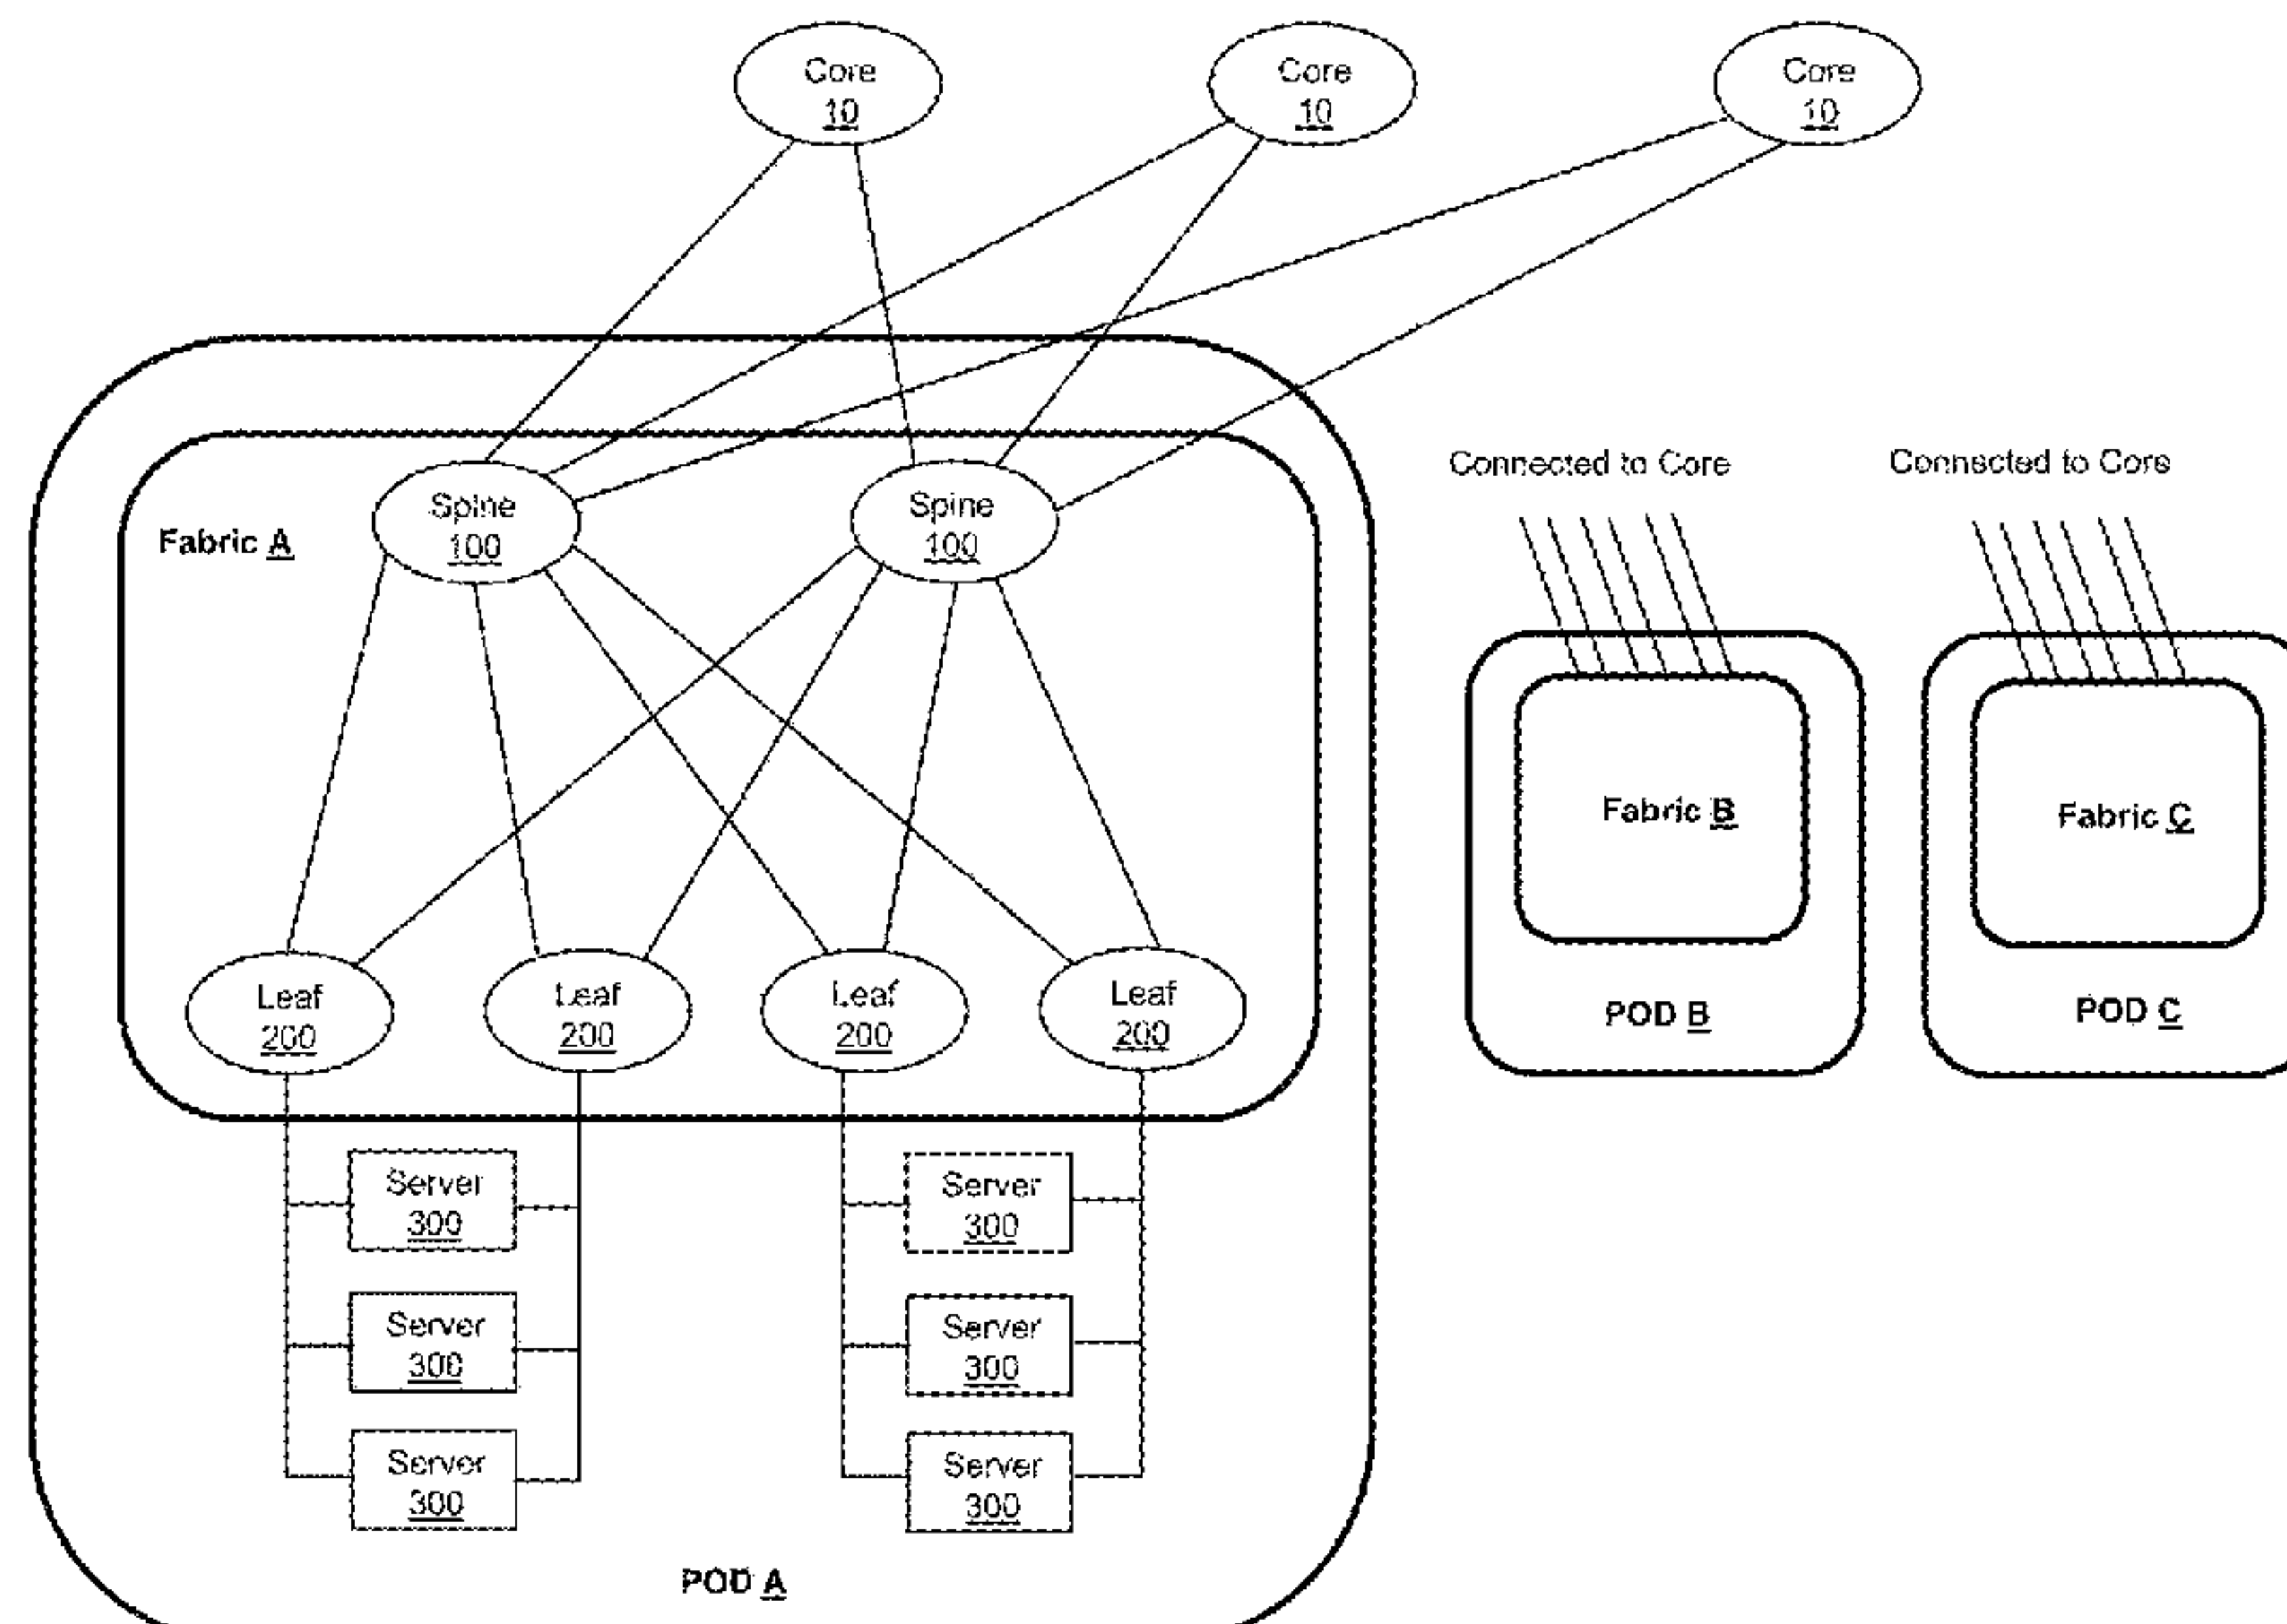 Core
10
Core
10
Core
10
Connected to Core
Connected to Core
Fabric A
Spine
100
Spine
100
Fabric B
Fabric C
Leaf
200
Leaf
200
Leaf
200
Leaf
200
POD B
POD C
Server
300
Server
300
Server
300
Server
300
Server
300
Server
300
POD A